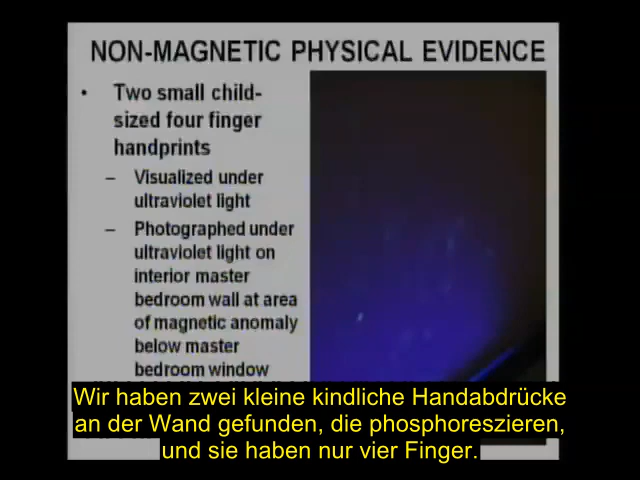 NON-MAGNETIC PHYSICAL EVIDENCE
• Two small child-
sized four finger
handprints
– Visualized under
ultraviolet light
– Photographed under
ultraviolet light on
interior master
bedroom wall at area
of magnetic anomaly
below master
bedroom window
Wir haben zwei kleine kindliche Handabdrücke
an der Wand gefunden, die phosphoreszieren,
und sie haben nur vier Finger.